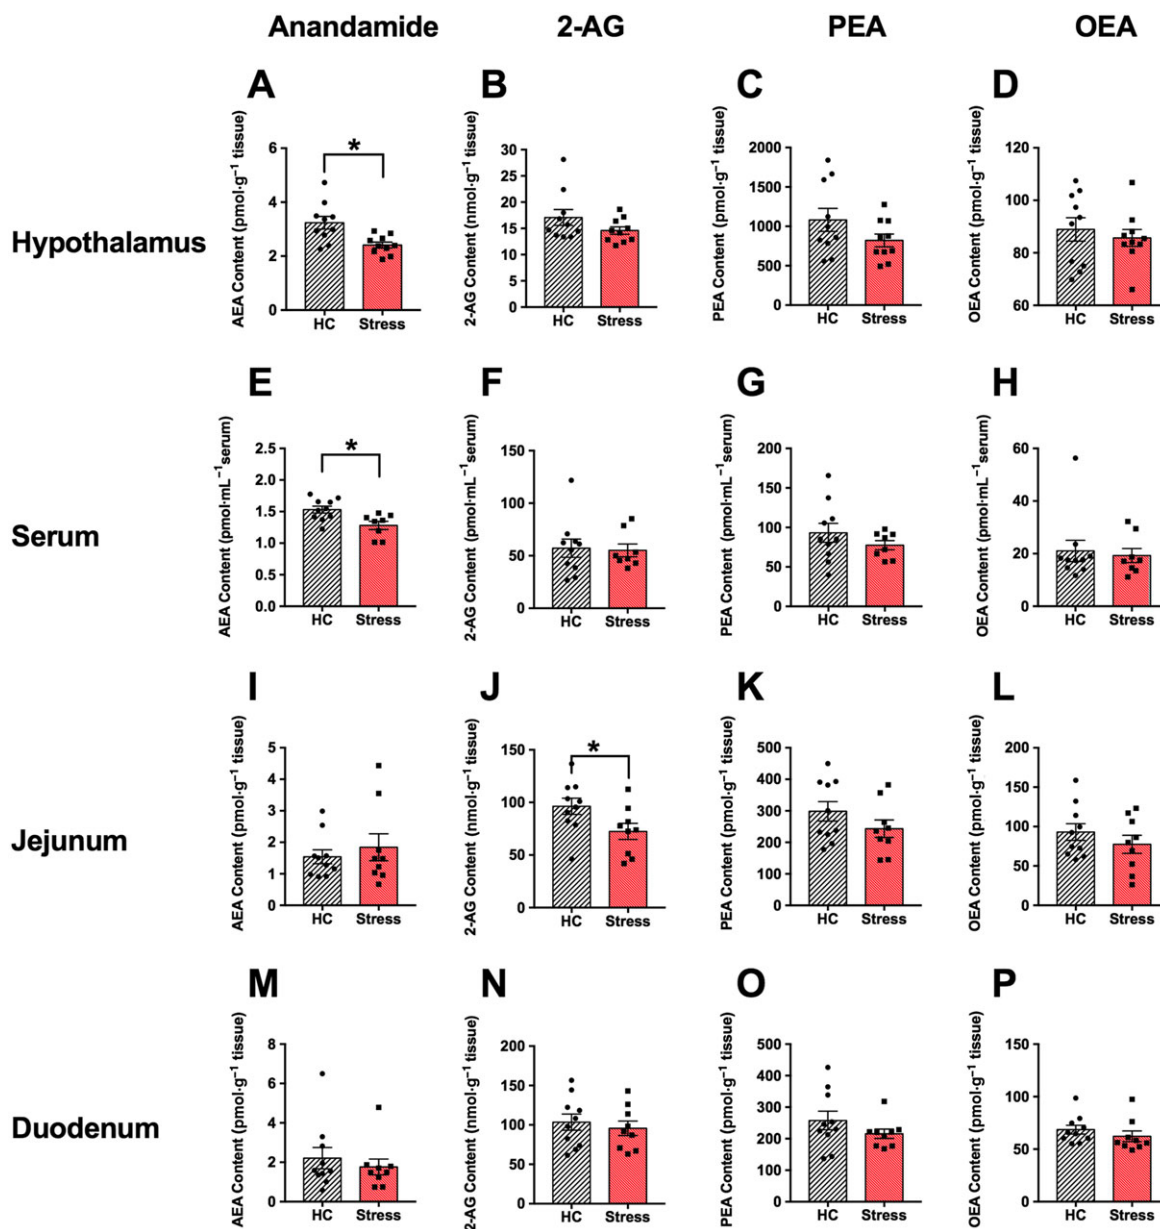 Anandamide 2-AG PEA OEA
Hypothalamus
A
AEA Content (pmol·g⁻¹ tissue)
6
4
2
0
*
HC Stress
B
2-AG Content (nmol·g⁻¹ tissue)
30
25
20
15
10
5
0
HC Stress
C
PEA Content (pmol·g⁻¹ tissue)
2000
1500
1000
500
0
HC Stress
D
OEA Content (pmol·g⁻¹ tissue)
120
100
80
60
HC Stress
Serum
E
AEA Content (pmol·mL⁻¹serum)
2.5
2.0
1.5
1.0
0.5
0.0
*
HC Stress
F
2-AG Content (pmol·mL⁻¹serum)
150
100
50
0
HC Stress
G
PEA Content (pmol·mL⁻¹serum)
200
150
100
50
0
HC Stress
H
OEA Content (pmol·mL⁻¹serum)
60
40
20
0
HC Stress
Jejunum
I
AEA Content (pmol·g⁻¹ tissue)
5
4
3
2
1
0
HC Stress
J
2-AG Content (nmol·g⁻¹ tissue)
150
100
50
0
*
HC Stress
K
PEA Content (pmol·g⁻¹ tissue)
500
400
300
200
100
0
HC Stress
L
OEA Content (pmol·g⁻¹ tissue)
200
150
100
50
0
HC Stress
Duodenum
M
AEA Content (pmol·g⁻¹ tissue)
8
6
4
2
0
HC Stress
N
2-AG Content (nmol·g⁻¹ tissue)
200
150
100
50
0
HC Stress
O
PEA Content (pmol·g⁻¹ tissue)
500
400
300
200
100
0
HC Stress
P
OEA Content (pmol·g⁻¹ tissue)
150
100
50
0
HC Stress